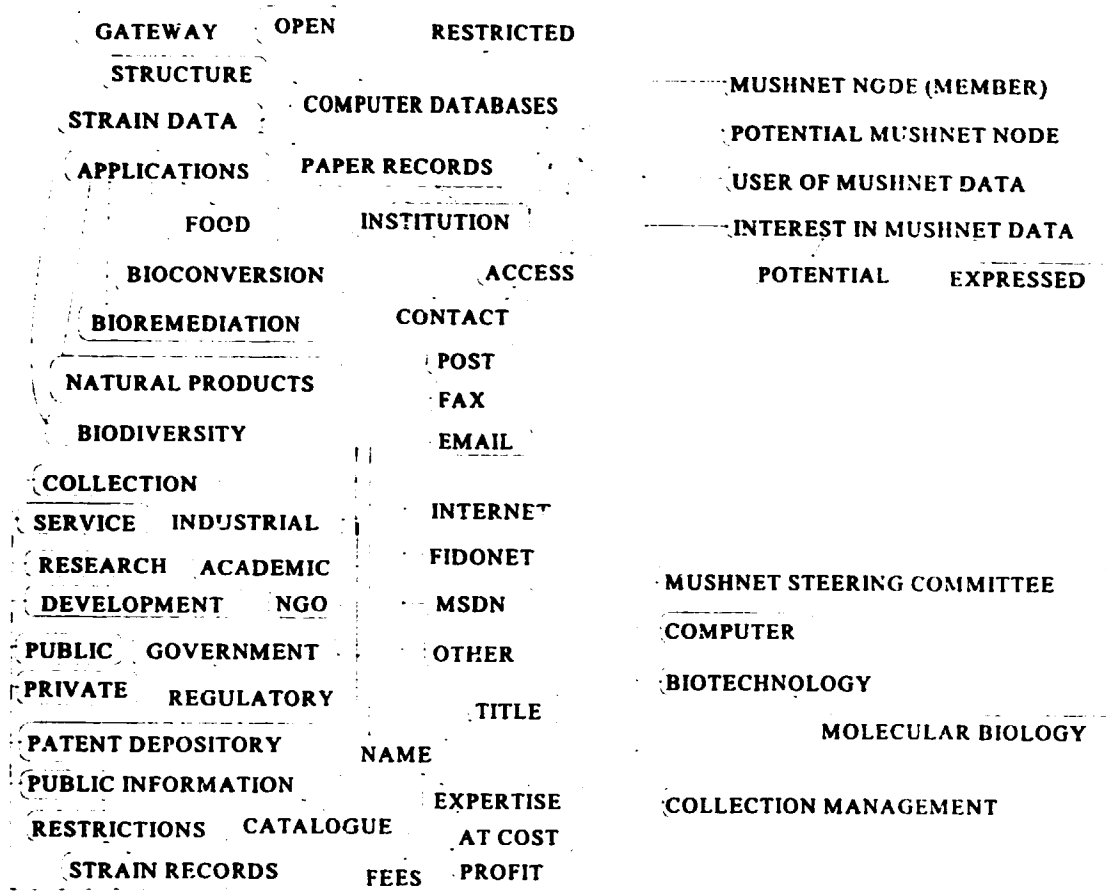 GATEWAY OPEN RESTRICTED
STRUCTURE
MUSHNET NODE (MEMBER)
COMPUTER DATABASES
STRAIN DATA
POTENTIAL MUSHNET NODE
APPLICATIONS PAPER RECORDS
USER OF MUSHNET DATA
FOOD INSTITUTION
INTEREST IN MUSHNET DATA
BIOCONVERSION ACCESS
POTENTIAL EXPRESSED
BIOREMEDIATION CONTACT
POST
NATURAL PRODUCTS
FAX
BIODIVERSITY
EMAIL
COLLECTION
INTERNET
SERVICE INDUSTRIAL
FIDONET
RESEARCH ACADEMIC
MUSHNET STEERING COMMITTEE
DEVELOPMENT NGO MSDN
COMPUTER
PUBLIC GOVERNMENT OTHER
BIOTECHNOLOGY
PRIVATE REGULATORY
TITLE
MOLECULAR BIOLOGY
PATENT DEPOSITORY NAME
PUBLIC INFORMATION
EXPERTISE COLLECTION MANAGEMENT
RESTRICTIONS CATALOGUE AT COST
STRAIN RECORDS FEES PROFIT